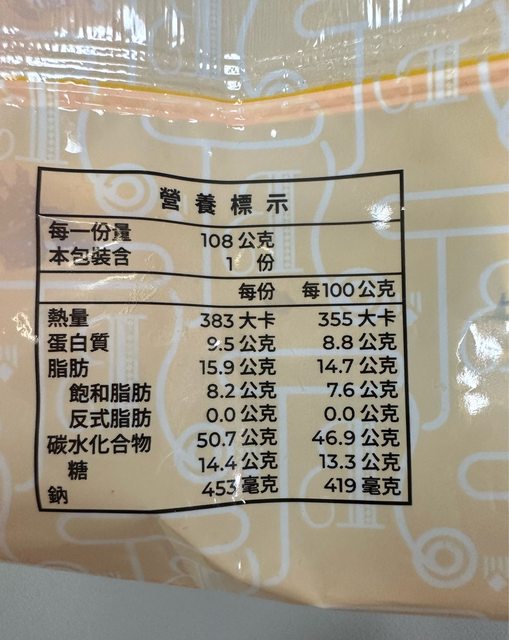 營養標示
每一份量 108 公克
本包裝含 1 份
每份 每100公克
熱量 383 大卡 355 大卡
蛋白質 9.5 公克 8.8 公克
脂肪 15.9 公克 14.7 公克
飽和脂肪 8.2 公克 7.6 公克
反式脂肪 0.0 公克 0.0 公克
碳水化合物 50.7 公克 46.9 公克
糖 14.4 公克 13.3 公克
鈉 453 毫克 419 毫克